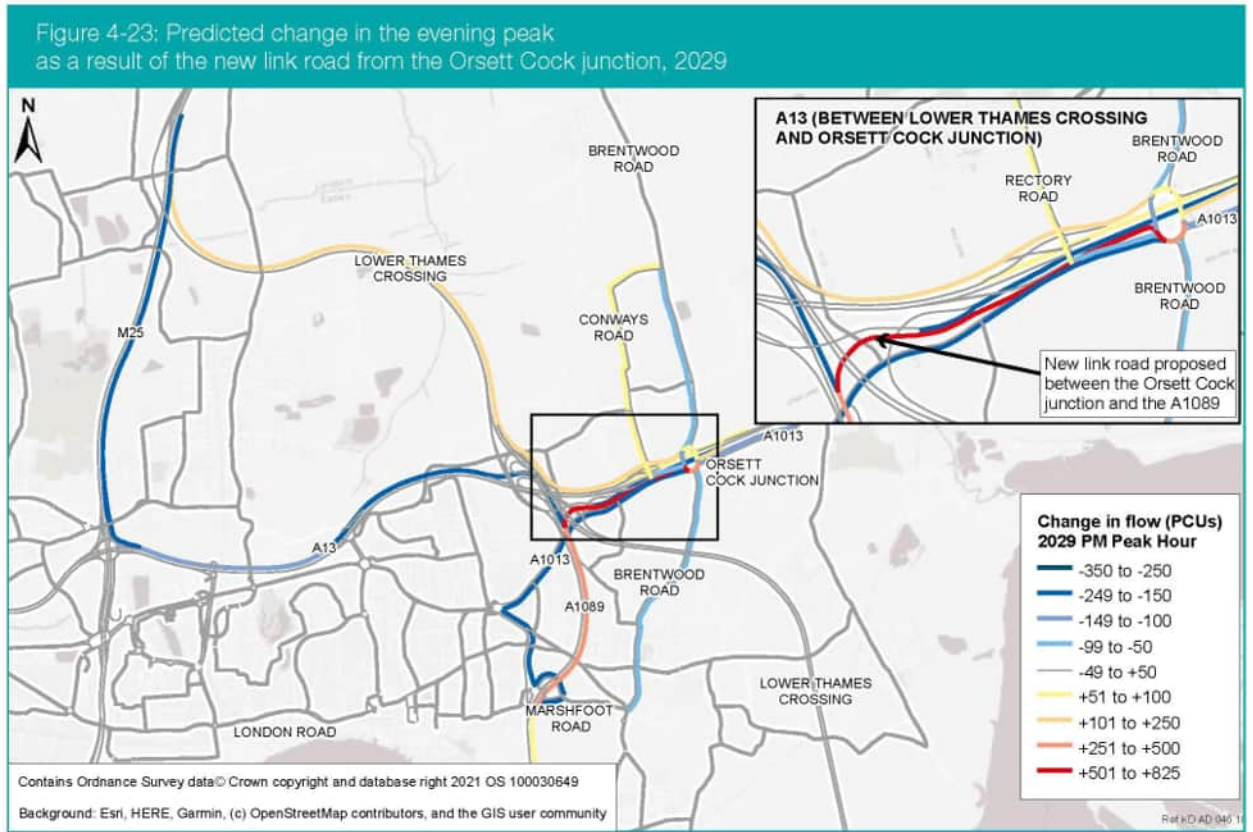 Figure 4-23: Predicted change in the evening peak
as a result of the new link road from the Orsett Cock junction, 2029
N
A13 (BETWEEN LOWER THAMES CROSSING
AND ORSETT COCK JUNCTION)
BRENTWOOD
ROAD
RECTORY
ROAD
A1013
BRENTWOOD
ROAD
New link road proposed
between the Orsett Cock
junction and the A1089
BRENTWOOD
ROAD
LOWER THAMES
CROSSING
M25
CONWAYS
ROAD
A1013
ORSETT
COCK JUNCTION
A13
A1013
BRENTWOOD
ROAD
A1089
LOWER THAMES
CROSSING
MARSHFOOT
ROAD
LONDON ROAD
Change in flow (PCUs)
2029 PM Peak Hour
-350 to -250
-249 to -150
-149 to -100
-99 to -50
-49 to +50
+51 to +100
+101 to +250
+251 to +500
+501 to +825
Contains Ordnance Survey data© Crown copyright and database right 2021 OS 100030649
Background: Esri, HERE, Garmin, (c) OpenStreetMap contributors, and the GIS user community